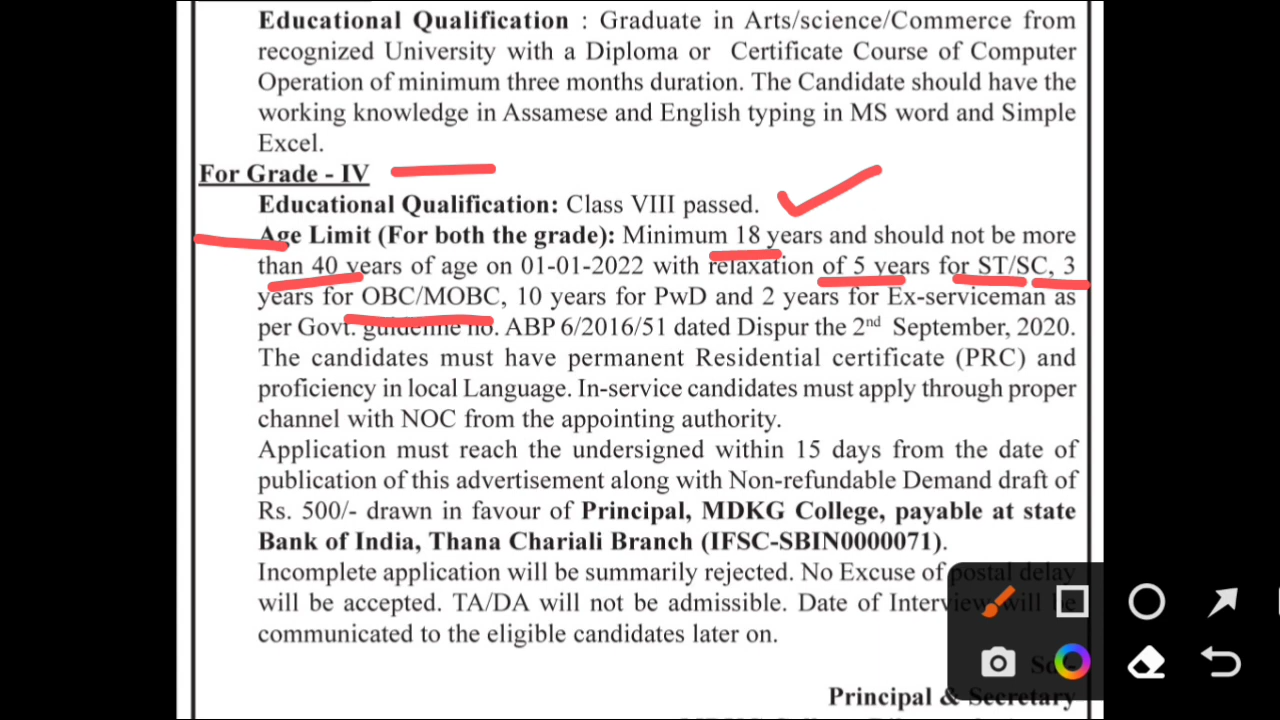 Educational Qualification : Graduate in Arts/science/Commerce from
recognized University with a Diploma or Certificate Course of Computer
Operation of minimum three months duration. The Candidate should have the
working knowledge in Assamese and English typing in MS word and Simple
Excel.
For Grade - IV
Educational Qualification: Class VIII passed.
Age Limit (For both the grade): Minimum 18 years and should not be more
than 40 years of age on 01-01-2022 with relaxation of 5 years for ST/SC, 3
years for OBC/MOBC, 10 years for PwD and 2 years for Ex-serviceman as
per Govt. guideline no. ABP 6/2016/51 dated Dispur the 2nd September, 2020.
The candidates must have permanent Residential certificate (PRC) and
proficiency in local Language. In-service candidates must apply through proper
channel with NOC from the appointing authority.
Application must reach the undersigned within 15 days from the date of
publication of this advertisement along with Non-refundable Demand draft of
Rs. 500/- drawn in favour of Principal, MDKG College, payable at state
Bank of India, Thana Chariali Branch (IFSC-SBIN0000071).
Incomplete application will be summarily rejected. No Excuse of postal delay
will be accepted. TA/DA will not be admissible. Date of Interview will be
communicated to the eligible candidates later on.
Principal & Secretary